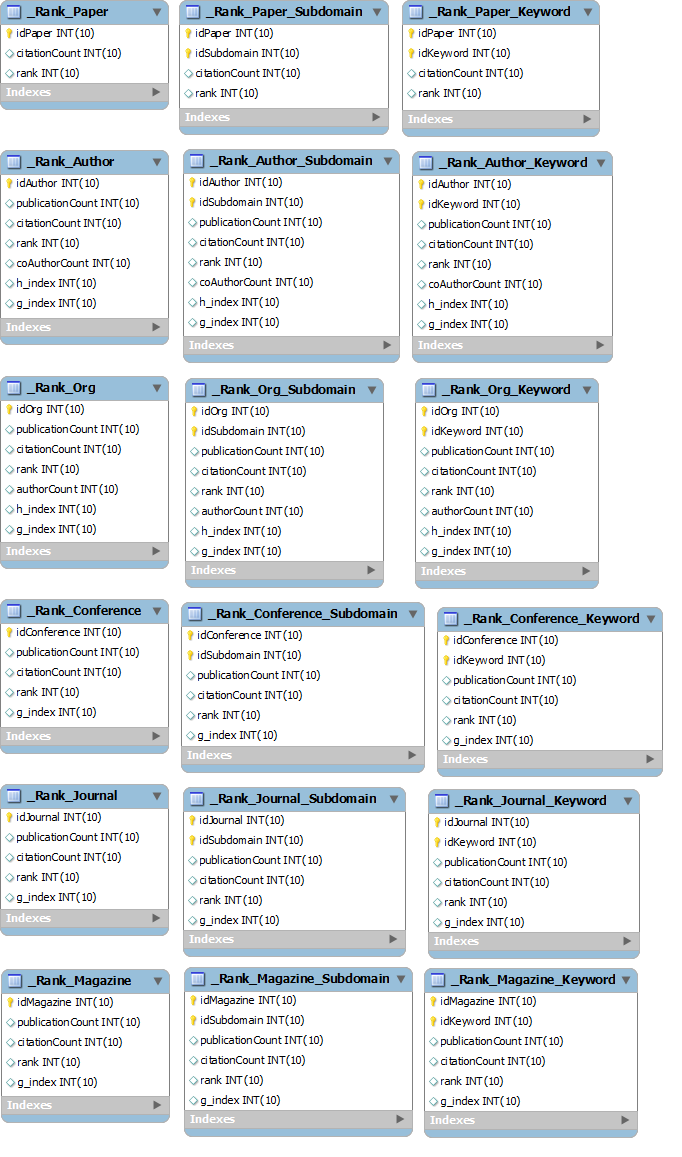 _Rank_Paper
idPaper INT(10)
citationCount INT(10)
rank INT(10)
Indexes
_Rank_Paper_Subdomain
idPaper INT(10)
idSubdomain INT(10)
citationCount INT(10)
rank INT(10)
Indexes
_Rank_Paper_Keyword
idPaper INT(10)
idKeyword INT(10)
citationCount INT(10)
rank INT(10)
Indexes
_Rank_Author
idAuthor INT(10)
publicationCount INT(10)
citationCount INT(10)
rank INT(10)
coAuthorCount INT(10)
h_index INT(10)
g_index INT(10)
Indexes
_Rank_Author_Subdomain
idAuthor INT(10)
idSubdomain INT(10)
publicationCount INT(10)
citationCount INT(10)
rank INT(10)
coAuthorCount INT(10)
h_index INT(10)
g_index INT(10)
Indexes
_Rank_Author_Keyword
idAuthor INT(10)
idKeyword INT(10)
publicationCount INT(10)
citationCount INT(10)
rank INT(10)
coAuthorCount INT(10)
h_index INT(10)
g_index INT(10)
Indexes
_Rank_Org
idOrg INT(10)
publicationCount INT(10)
citationCount INT(10)
rank INT(10)
authorCount INT(10)
h_index INT(10)
g_index INT(10)
Indexes
_Rank_Org_Subdomain
idOrg INT(10)
idSubdomain INT(10)
publicationCount INT(10)
citationCount INT(10)
rank INT(10)
authorCount INT(10)
h_index INT(10)
g_index INT(10)
Indexes
_Rank_Org_Keyword
idOrg INT(10)
idKeyword INT(10)
publicationCount INT(10)
citationCount INT(10)
rank INT(10)
authorCount INT(10)
h_index INT(10)
g_index INT(10)
Indexes
_Rank_Conference
idConference INT(10)
publicationCount INT(10)
citationCount INT(10)
rank INT(10)
g_index INT(10)
Indexes
_Rank_Conference_Subdomain
idConference INT(10)
idSubdomain INT(10)
publicationCount INT(10)
citationCount INT(10)
rank INT(10)
g_index INT(10)
Indexes
_Rank_Conference_Keyword
idConference INT(10)
idKeyword INT(10)
publicationCount INT(10)
citationCount INT(10)
rank INT(10)
g_index INT(10)
Indexes
_Rank_Journal
idJournal INT(10)
publicationCount INT(10)
citationCount INT(10)
rank INT(10)
g_index INT(10)
Indexes
_Rank_Journal_Subdomain
idJournal INT(10)
idSubdomain INT(10)
publicationCount INT(10)
citationCount INT(10)
rank INT(10)
g_index INT(10)
Indexes
_Rank_Journal_Keyword
idJournal INT(10)
idKeyword INT(10)
publicationCount INT(10)
citationCount INT(10)
rank INT(10)
g_index INT(10)
Indexes
_Rank_Magazine
idMagazine INT(10)
publicationCount INT(10)
citationCount INT(10)
rank INT(10)
g_index INT(10)
Indexes
_Rank_Magazine_Subdomain
idMagazine INT(10)
idSubdomain INT(10)
publicationCount INT(10)
citationCount INT(10)
rank INT(10)
g_index INT(10)
Indexes
_Rank_Magazine_Keyword
idMagazine INT(10)
idKeyword INT(10)
publicationCount INT(10)
citationCount INT(10)
rank INT(10)
g_index INT(10)
Indexes